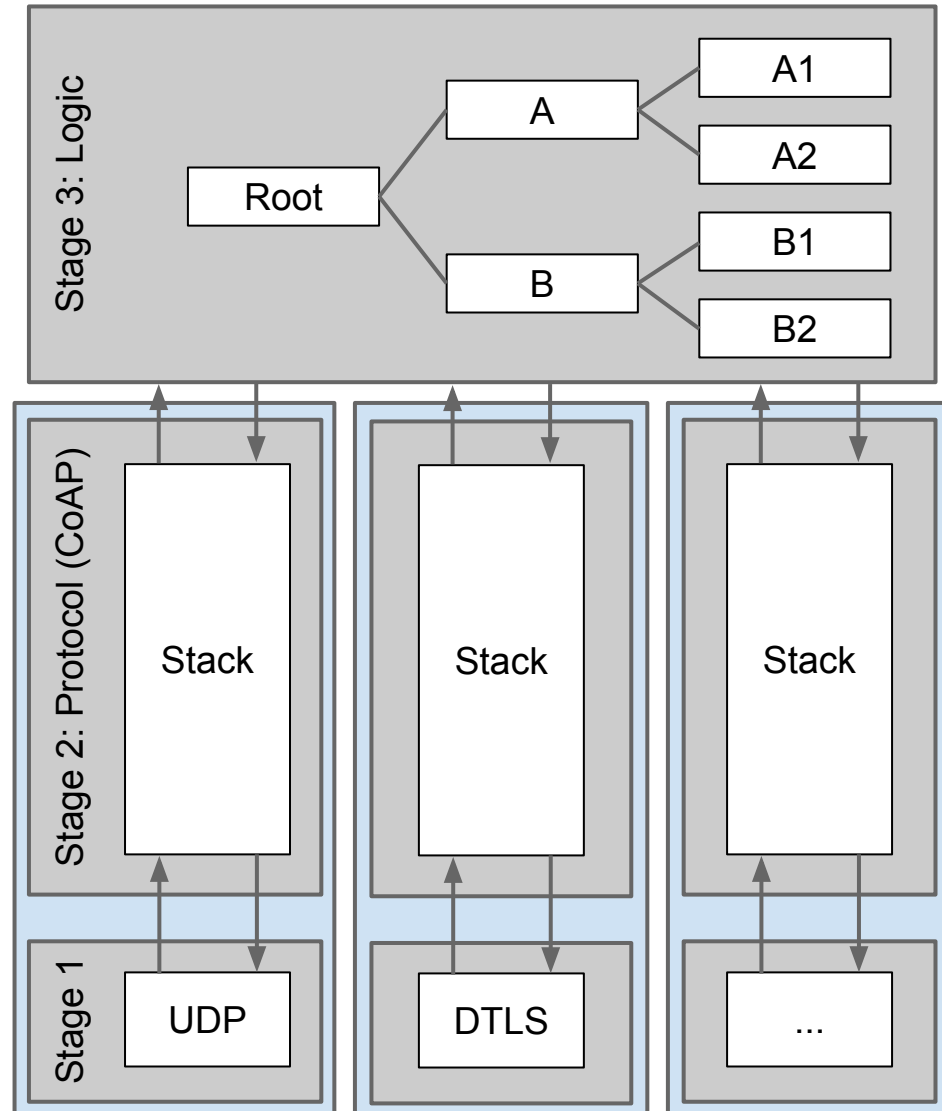 Stage 3: Logic
Root
A
B
A1
A2
B1
B2
Stage 2: Protocol (CoAP)
Stack
Stack
Stack
Stage 1
UDP
DTLS
...